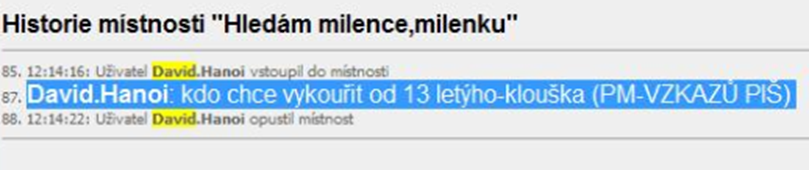 Historie místnosti "Hledám milence,milenku"
85. 12:14:16: Uživatel David.Hanoi vstoupil do místnosti
87. David.Hanoi: kdo chce vykouřit od 13 letýho-klouška (PM-VZKAZŮ PIŠ)
88. 12:14:22: Uživatel David.Hanoi opustil místnost